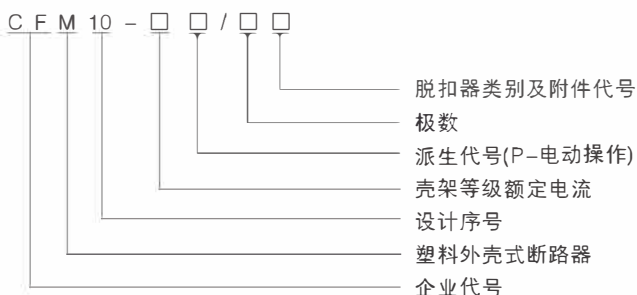 CFM10-□□/□□
脱扣器类别及附件代号
极数
派生代号(P-电动操作)
壳架等级额定电流
设计序号
塑料外壳式断路器
企业代号